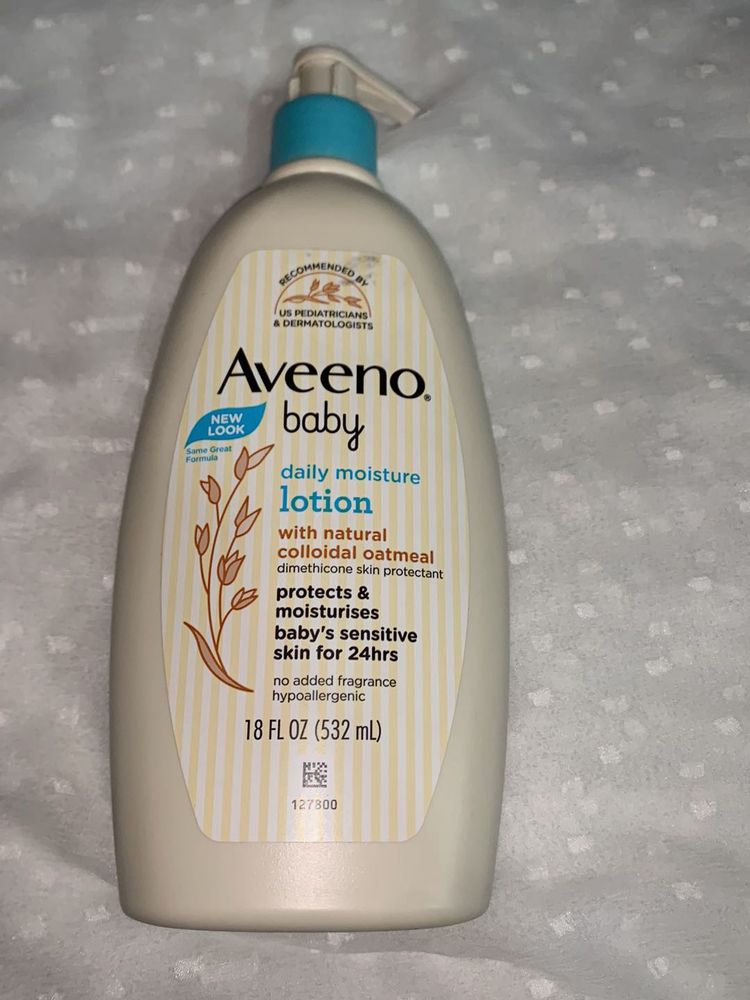 RECOMMENDED BY
US PEDIATRICIANS
& DERMATOLOGISTS
Aveeno®
baby
NEW
LOOK
Same Great
Formula
daily moisture
lotion
with natural
colloidal oatmeal
dimethicone skin protectant
protects &
moisturises
baby's sensitive
skin for 24hrs
no added fragrance
hypoallergenic
18 FL OZ (532 mL)
127800